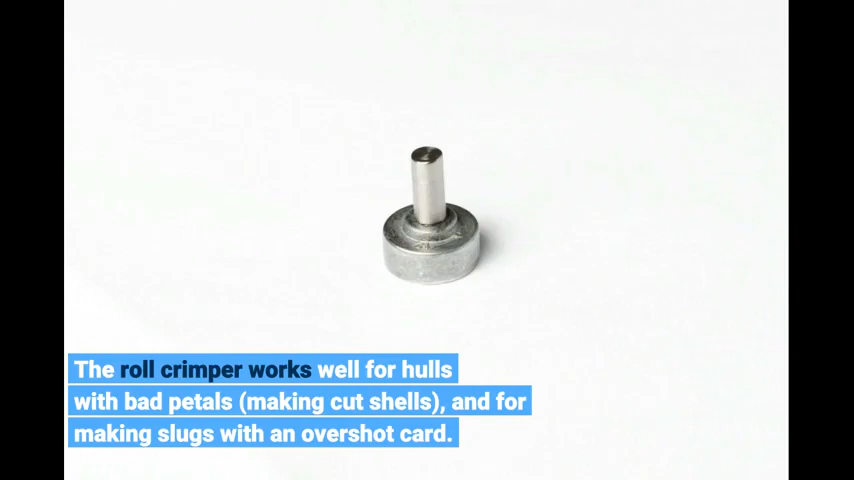 The roll crimper works well for hulls
with bad petals (making cut shells), and for
making slugs with an overshot card.